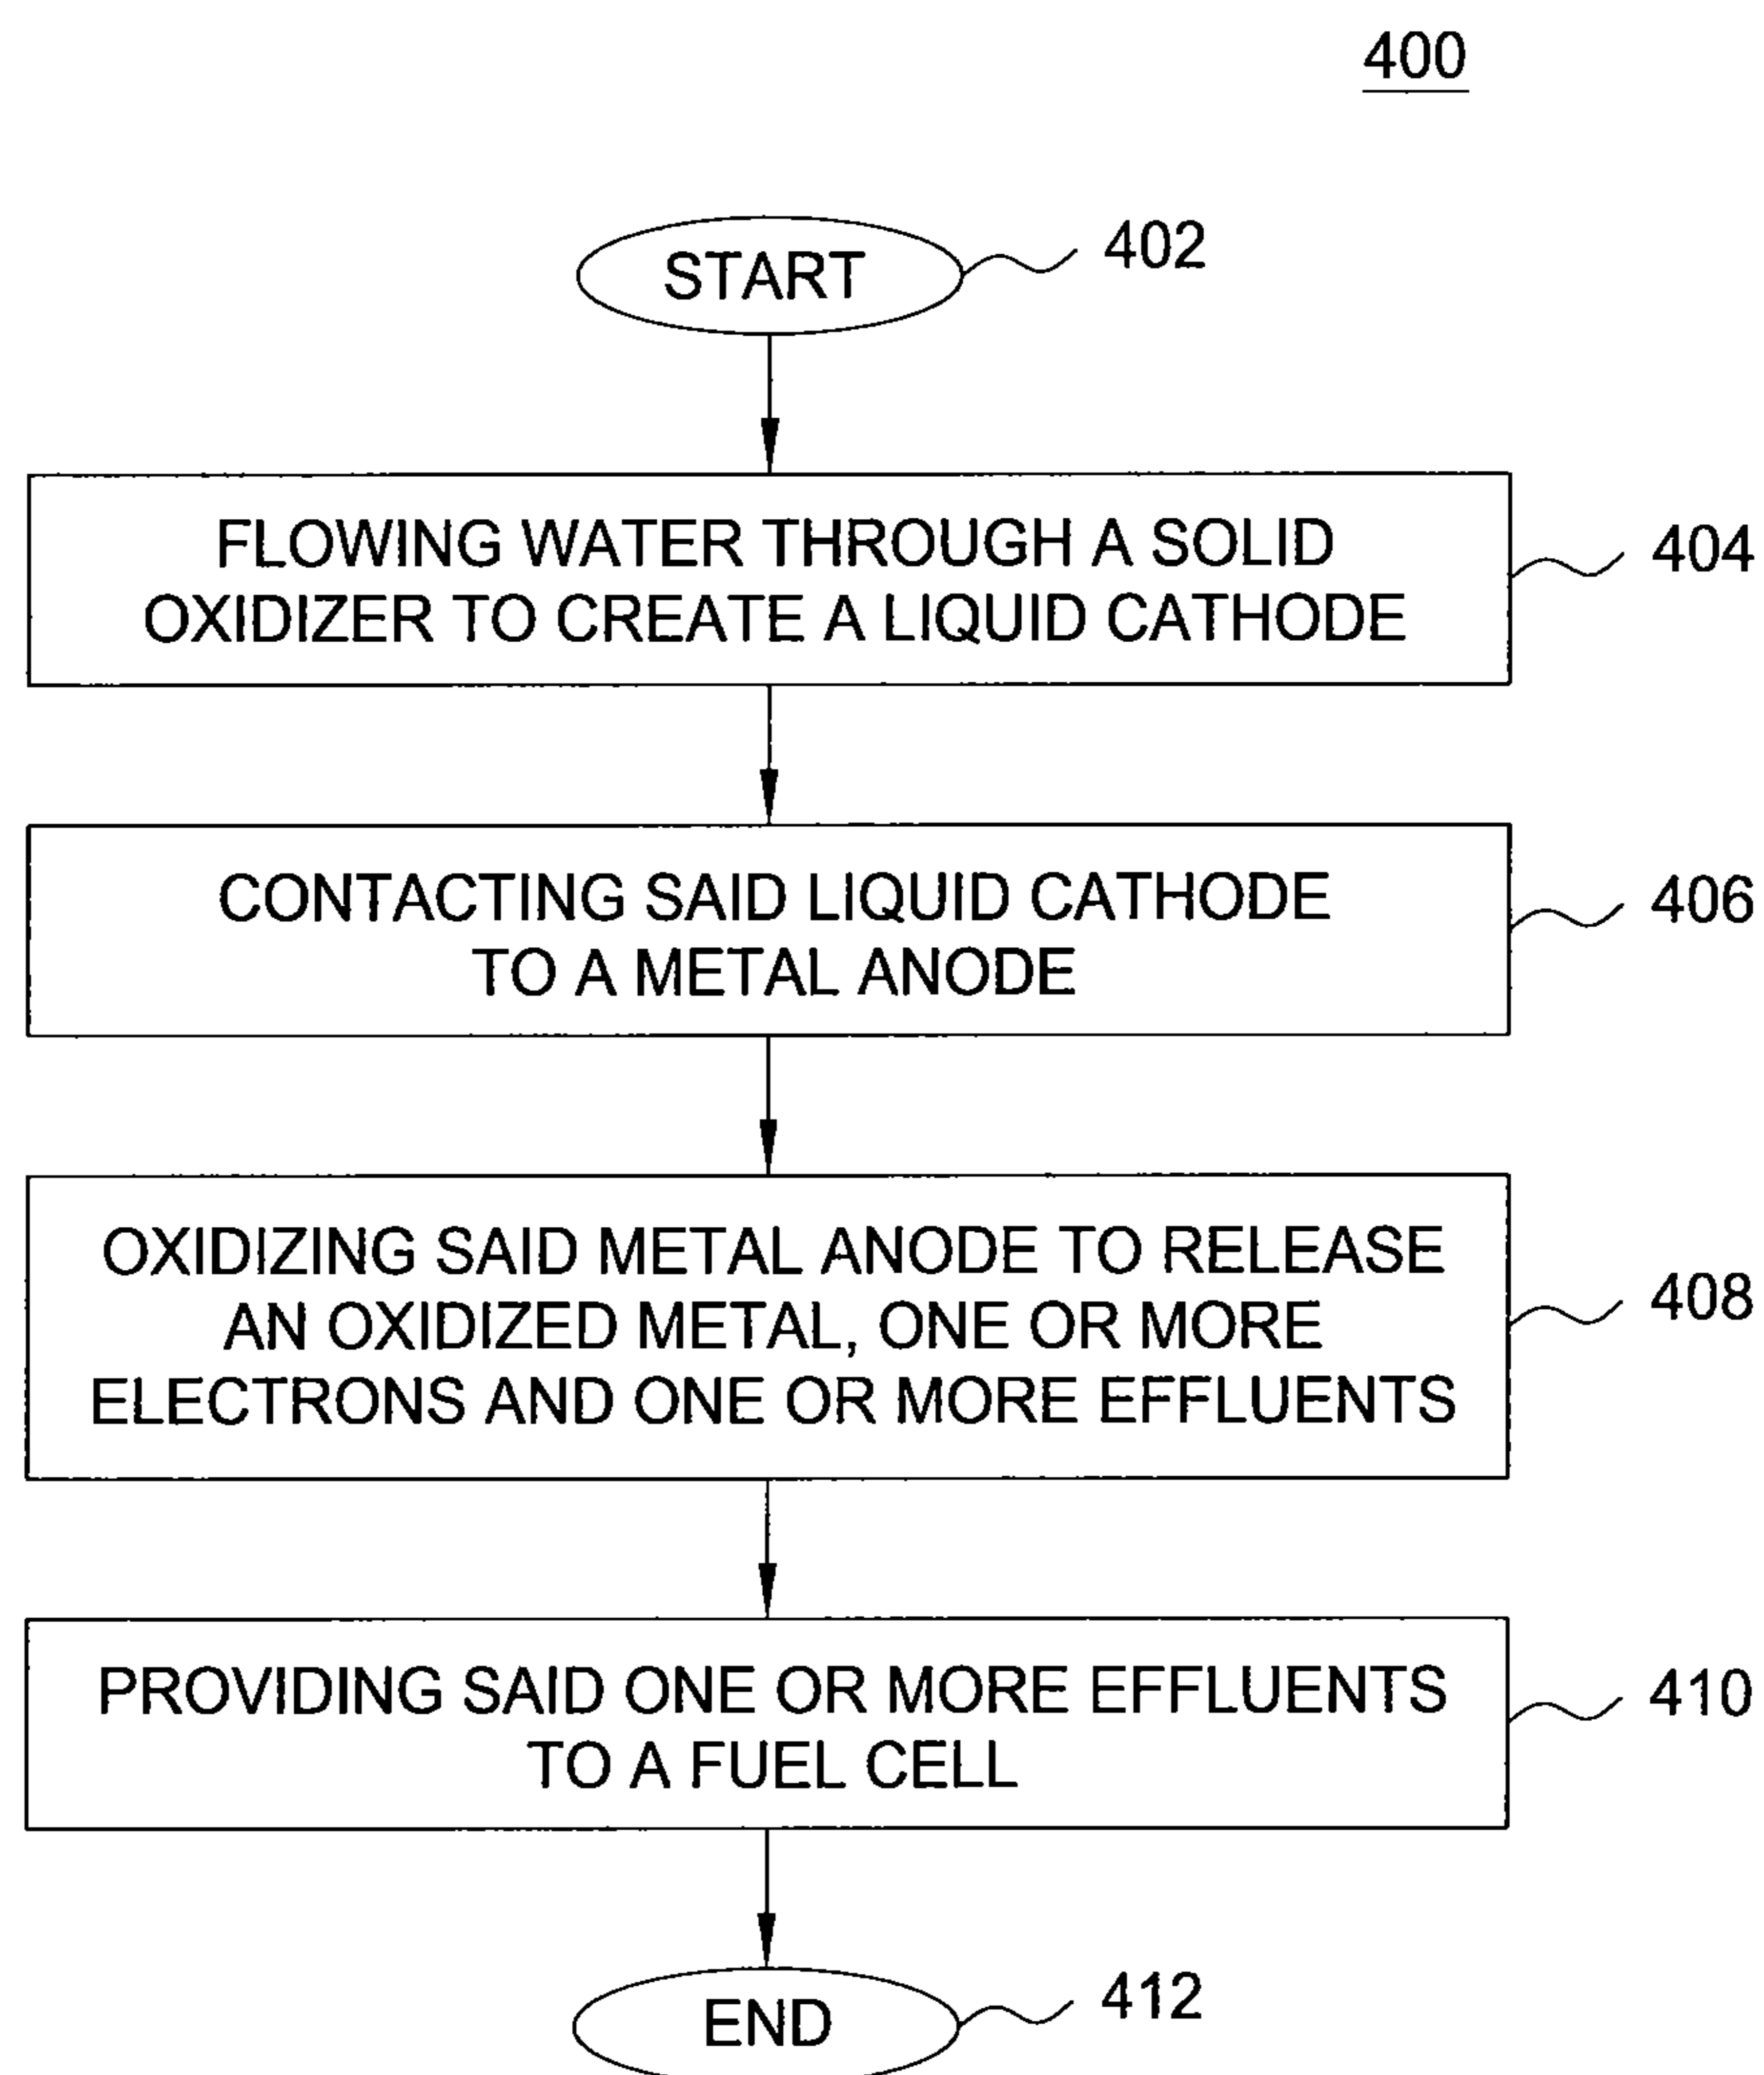 400
START
402
FLOWING WATER THROUGH A SOLID
OXIDIZER TO CREATE A LIQUID CATHODE
404
CONTACTING SAID LIQUID CATHODE
TO A METAL ANODE
406
OXIDIZING SAID METAL ANODE TO RELEASE
AN OXIDIZED METAL, ONE OR MORE
ELECTRONS AND ONE OR MORE EFFLUENTS
408
PROVIDING SAID ONE OR MORE EFFLUENTS
TO A FUEL CELL
410
END
412